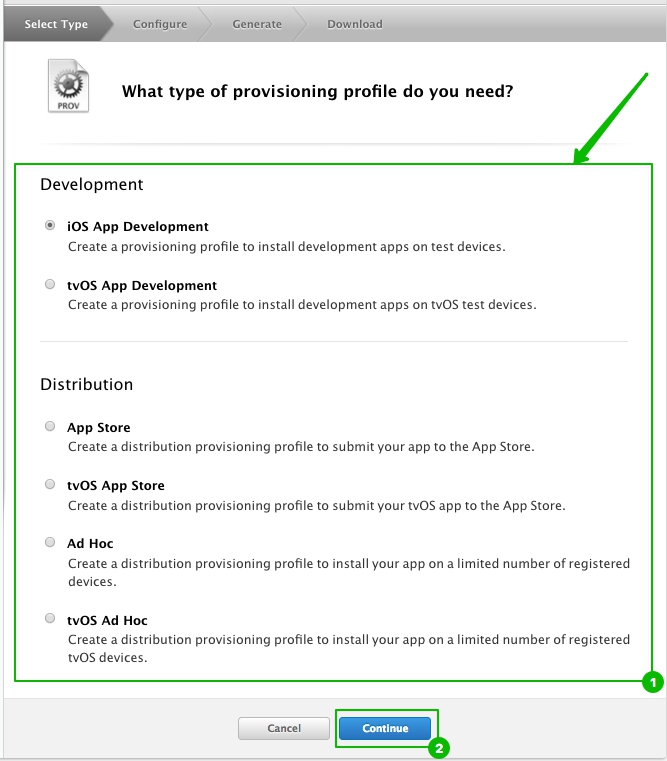 Select Type Configure Generate Download
PROV
What type of provisioning profile do you need?
Development
iOS App Development
Create a provisioning profile to install development apps on test devices.
tvOS App Development
Create a provisioning profile to install development apps on tvOS test devices.
Distribution
App Store
Create a distribution provisioning profile to submit your app to the App Store.
tvOS App Store
Create a distribution provisioning profile to submit your tvOS app to the App Store.
Ad Hoc
Create a distribution provisioning profile to install your app on a limited number of registered
devices.
tvOS Ad Hoc
Create a distribution provisioning profile to install your app on a limited number of registered
tvOS devices.
1
Cancel Continue
2